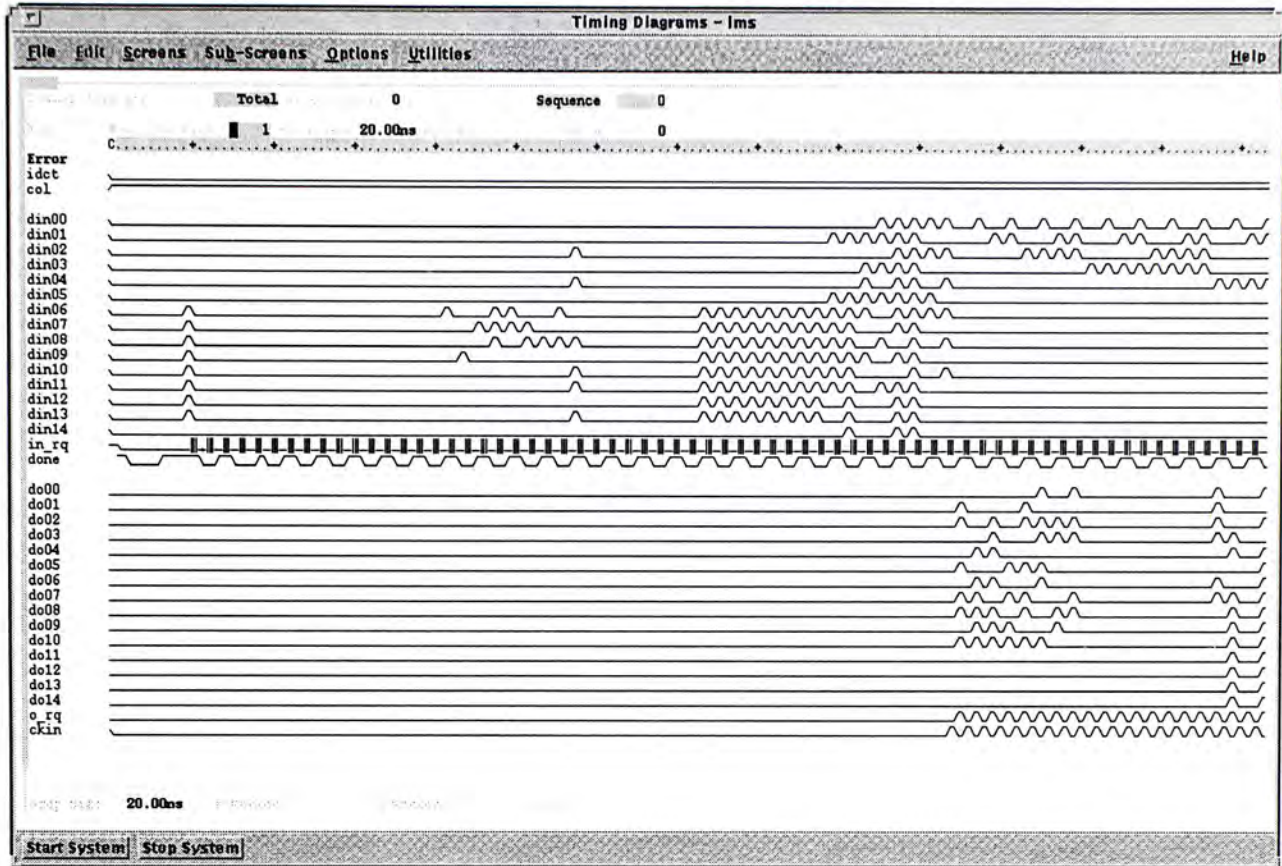 Timing Diagrams - lms
File Edit Screens Sub-Screens Options Utilities Help
Total 0 Sequence 0
1 20.00ns 0
C
Error
idct
col
din00
din01
din02
din03
din04
din05
din06
din07
din08
din09
din10
din11
din12
din13
din14
in_rq
done
do00
do01
do02
do03
do04
do05
do06
do07
do08
do09
do10
do11
do12
do13
do14
o_rq
ckin
20.00ns
Start System Stop System